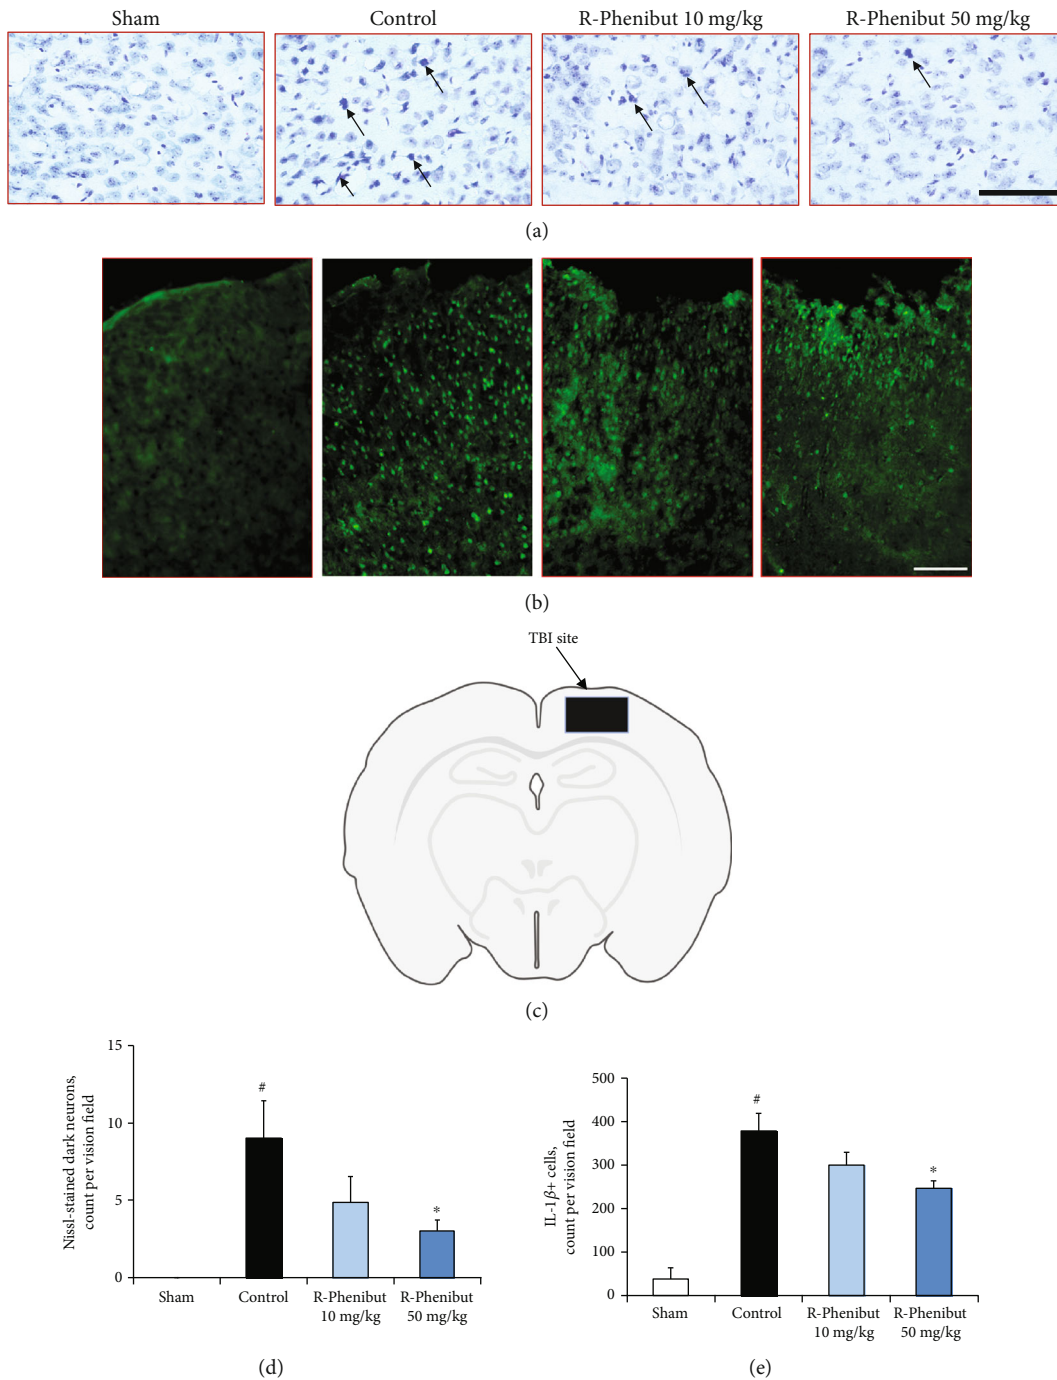 Sham Control R-Phenibut 10 mg/kg R-Phenibut 50 mg/kg
(a)
(b)
TBI site
(c)
Nissl-stained dark neurons,
count per vision field
15
10
5
0
#
*
Sham Control R-Phenibut R-Phenibut
10 mg/kg 50 mg/kg
(d)
IL-1β+ cells,
count per vision field
500
400
300
200
100
0
#
*
Sham Control R-Phenibut R-Phenibut
10 mg/kg 50 mg/kg
(e)